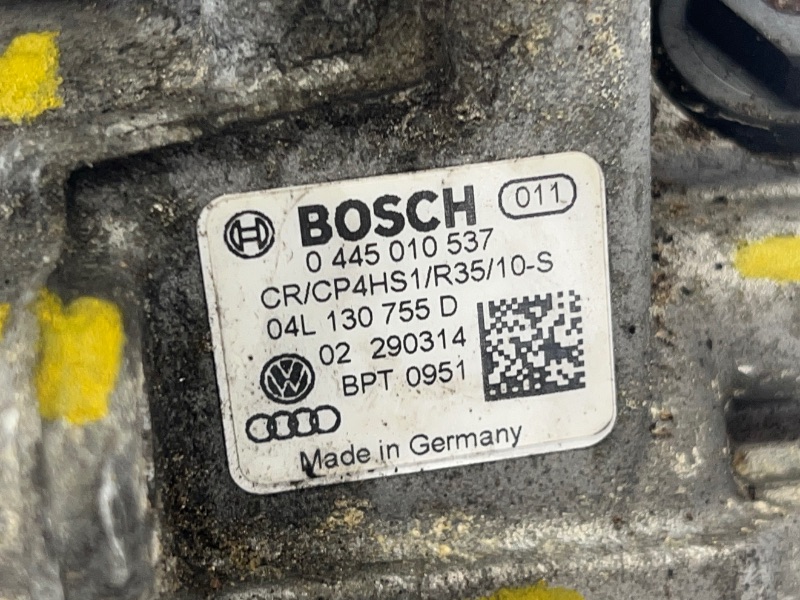 BOSCH 011
0 445 010 537
CR/CP4HS1/R35/10-S
04L 130 755 D
02 290314
BPT 0951
Made in Germany